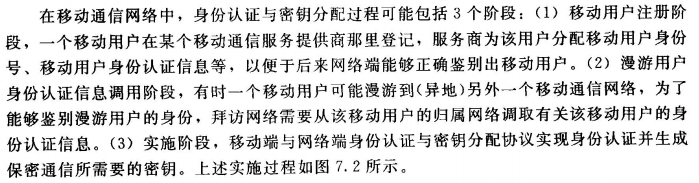 在移动通信网络中，身份认证与密钥分配过程可能包括3个阶段：（1）移动用户注册阶
段，一个移动用户在某个移动通信服务提供商那里登记，服务商为该用户分配移动用户身份
号、移动用户身份认证信息等，以便于后来网络端能够正确鉴别出移动用户。（2）漫游用户
身份认证信息调用阶段，有时一个移动用户可能漫游到(异地)另外一个移动通信网络，为了
能够鉴别漫游用户的身份，拜访网络需要从该移动用户的归属网络调取有关该移动用户的身
份认证信息。（3）实施阶段，移动端与网络端身份认证与密钥分配协议实现身份认证并生成
保密通信所需要的密钥。上述实施过程如图7.2所示。